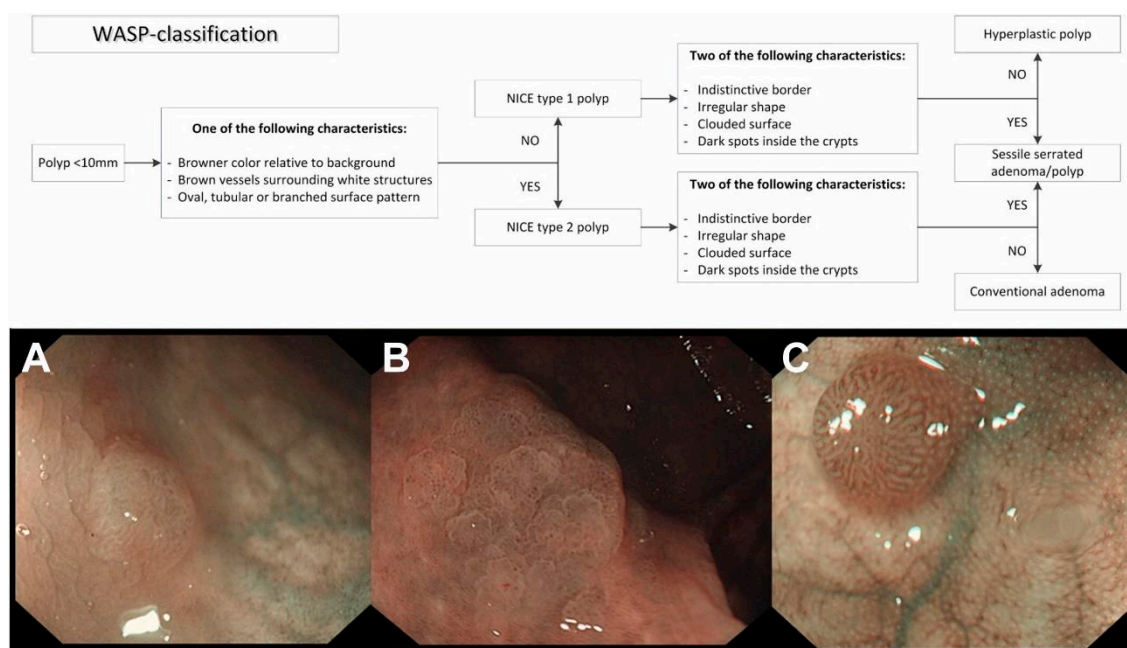 WASP-classification
Polyp <10mm
One of the following characteristics:
- Browner color relative to background
- Brown vessels surrounding white structures
- Oval, tubular or branched surface pattern
NO
YES
NICE type 1 polyp
NICE type 2 polyp
Two of the following characteristics:
- Indistinctive border
- Irregular shape
- Clouded surface
- Dark spots inside the crypts
Two of the following characteristics:
- Indistinctive border
- Irregular shape
- Clouded surface
- Dark spots inside the crypts
Hyperplastic polyp
NO
YES
Sessile serrated
adenoma/polyp
YES
NO
Conventional adenoma
A
B
C